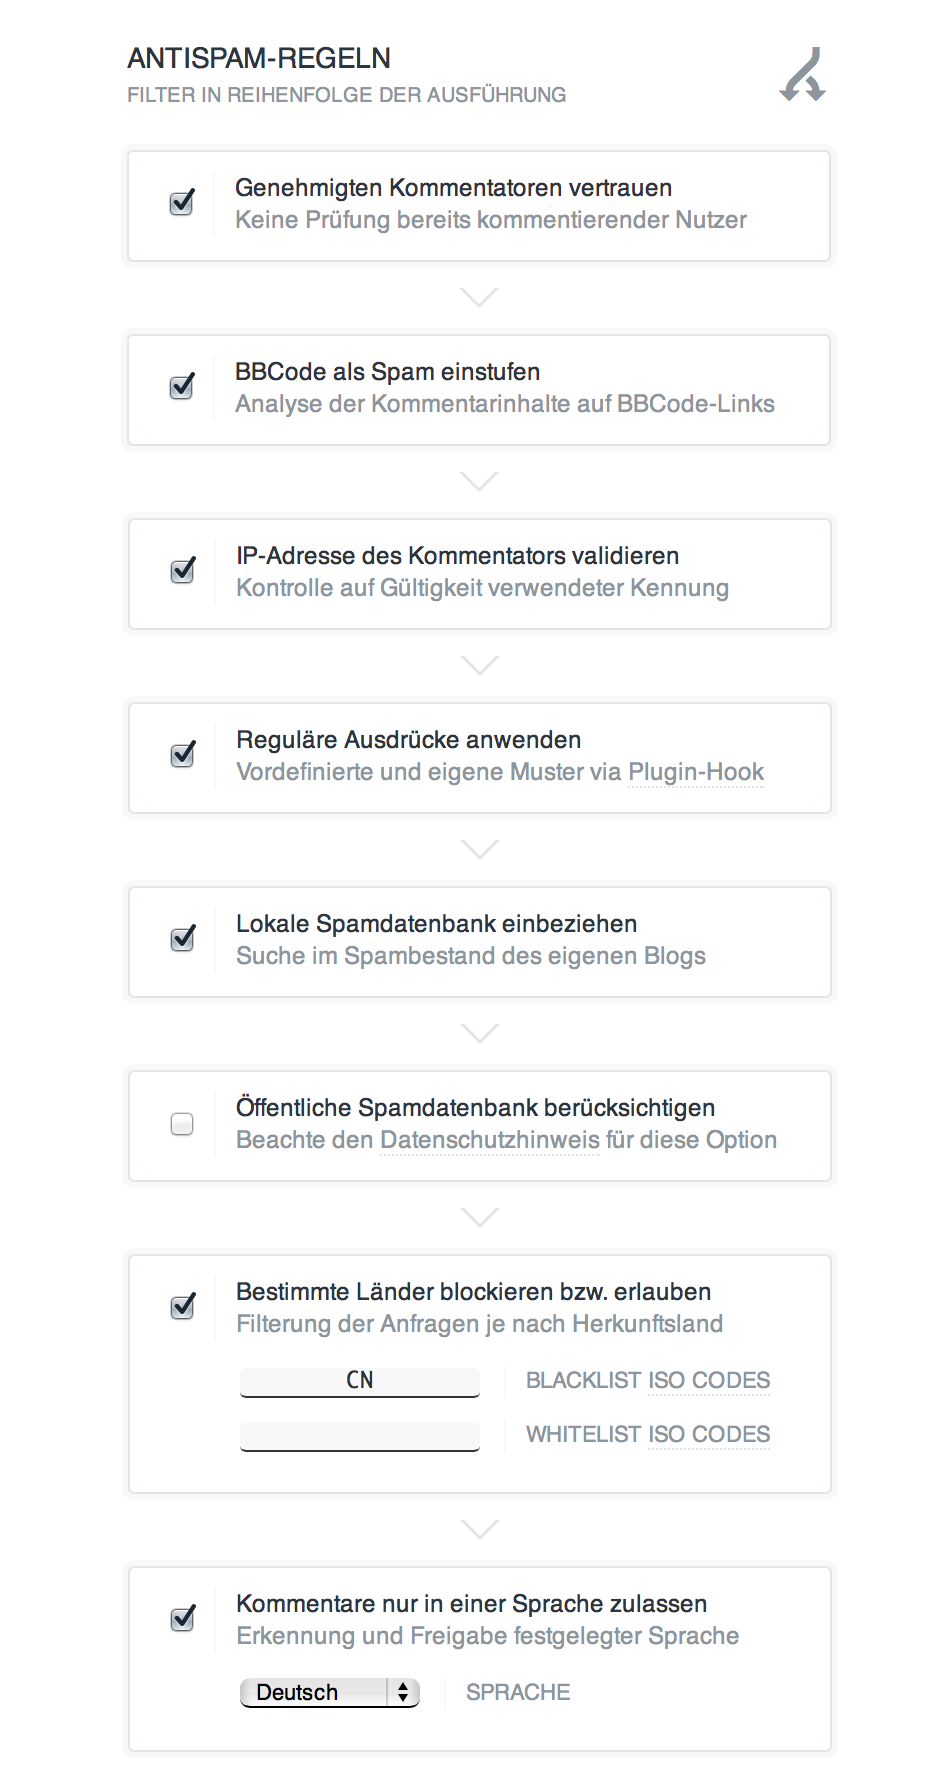 ANTISPAM-REGELN
FILTER IN REIHENFOLGE DER AUSFÜHRUNG
Genehmigten Kommentatoren vertrauen
Keine Prüfung bereits kommentierender Nutzer
BBCode als Spam einstufen
Analyse der Kommentarinhalte auf BBCode-Links
IP-Adresse des Kommentators validieren
Kontrolle auf Gültigkeit verwendeter Kennung
Reguläre Ausdrücke anwenden
Vordefinierte und eigene Muster via Plugin-Hook
Lokale Spamdatenbank einbeziehen
Suche im Spambestand des eigenen Blogs
Öffentliche Spamdatenbank berücksichtigen
Beachte den Datenschutzhinweis für diese Option
Bestimmte Länder blockieren bzw. erlauben
Filterung der Anfragen je nach Herkunftsland
CN BLACKLIST ISO CODES
WHITELIST ISO CODES
Kommentare nur in einer Sprache zulassen
Erkennung und Freigabe festgelegter Sprache
Deutsch SPRACHE